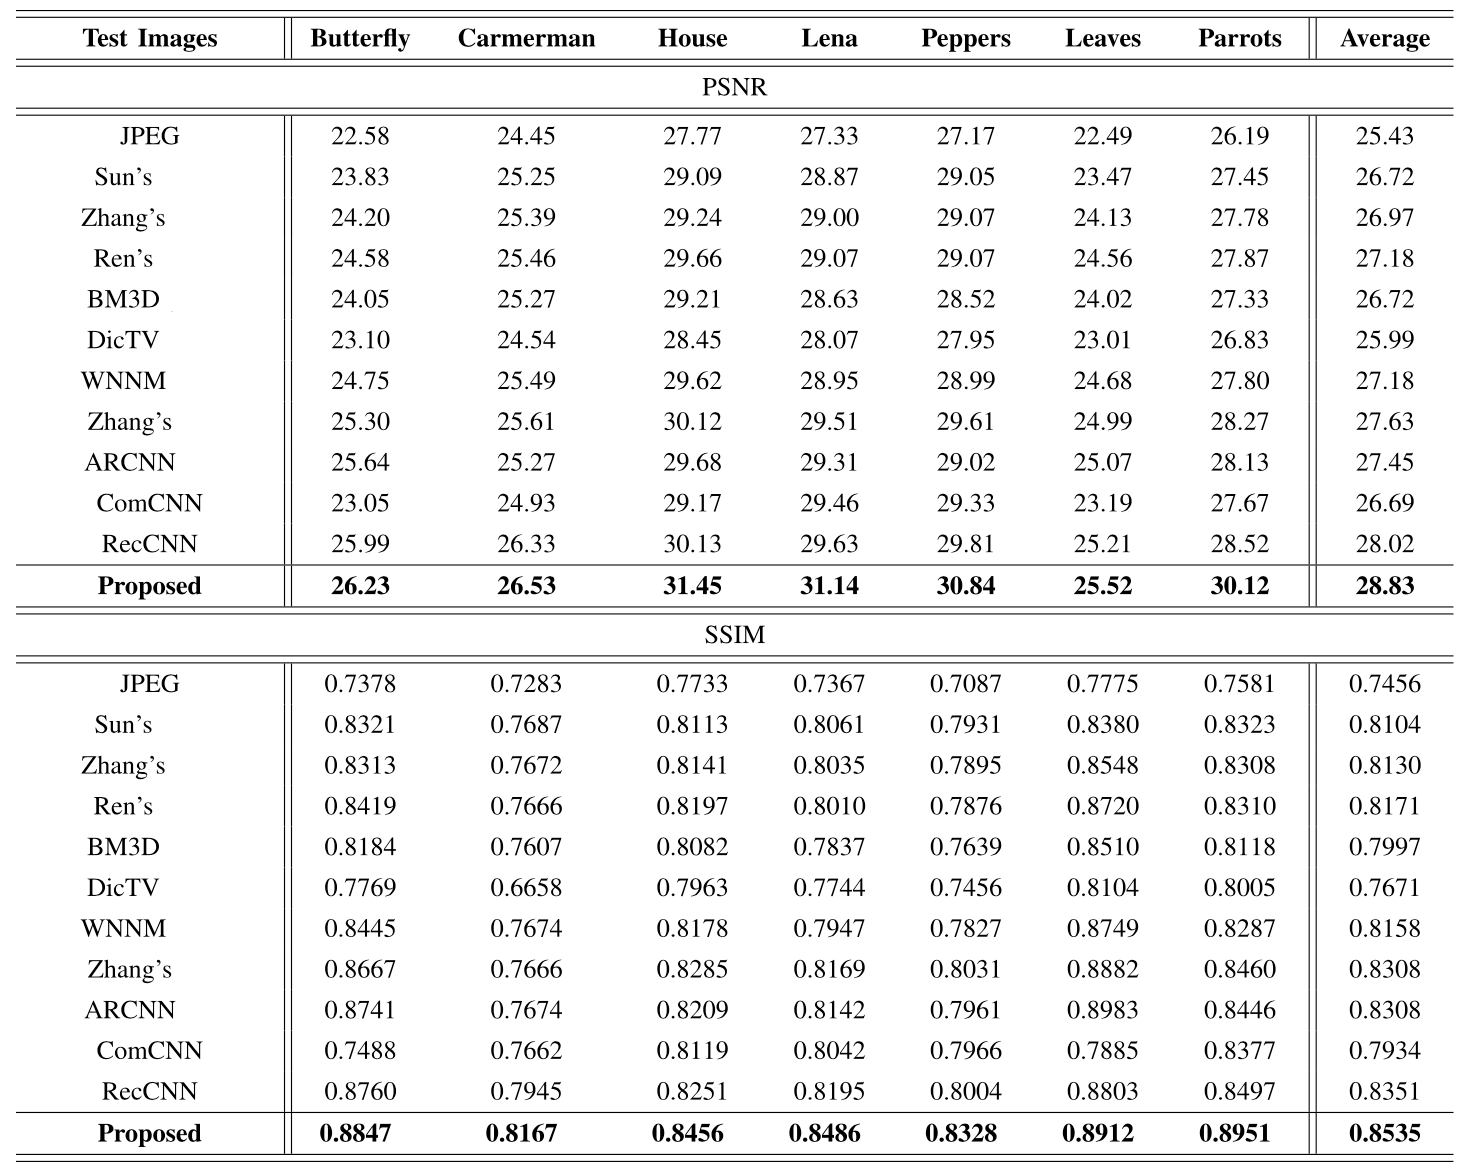 Test Images Butterfly Carmerman House Lena Peppers Leaves Parrots Average
PSNR
JPEG 22.58 24.45 27.77 27.33 27.17 22.49 26.19 25.43
Sun's 23.83 25.25 29.09 28.87 29.05 23.47 27.45 26.72
Zhang's 24.20 25.39 29.24 29.00 29.07 24.13 27.78 26.97
Ren's 24.58 25.46 29.66 29.07 29.07 24.56 27.87 27.18
BM3D 24.05 25.27 29.21 28.63 28.52 24.02 27.33 26.72
DicTV 23.10 24.54 28.45 28.07 27.95 23.01 26.83 25.99
WNNM 24.75 25.49 29.62 28.95 28.99 24.68 27.80 27.18
Zhang's 25.30 25.61 30.12 29.51 29.61 24.99 28.27 27.63
ARCNN 25.64 25.27 29.68 29.31 29.02 25.07 28.13 27.45
ComCNN 23.05 24.93 29.17 29.46 29.33 23.19 27.67 26.69
RecCNN 25.99 26.33 30.13 29.63 29.81 25.21 28.52 28.02
Proposed 26.23 26.53 31.45 31.14 30.84 25.52 30.12 28.83
SSIM
JPEG 0.7378 0.7283 0.7733 0.7367 0.7087 0.7775 0.7581 0.7456
Sun's 0.8321 0.7687 0.8113 0.8061 0.7931 0.8380 0.8323 0.8104
Zhang's 0.8313 0.7672 0.8141 0.8035 0.7895 0.8548 0.8308 0.8130
Ren's 0.8419 0.7666 0.8197 0.8010 0.7876 0.8720 0.8310 0.8171
BM3D 0.8184 0.7607 0.8082 0.7837 0.7639 0.8510 0.8118 0.7997
DicTV 0.7769 0.6658 0.7963 0.7744 0.7456 0.8104 0.8005 0.7671
WNNM 0.8445 0.7674 0.8178 0.7947 0.7827 0.8749 0.8287 0.8158
Zhang's 0.8667 0.7666 0.8285 0.8169 0.8031 0.8882 0.8460 0.8308
ARCNN 0.8741 0.7674 0.8209 0.8142 0.7961 0.8983 0.8446 0.8308
ComCNN 0.7488 0.7662 0.8119 0.8042 0.7966 0.7885 0.8377 0.7934
RecCNN 0.8760 0.7945 0.8251 0.8195 0.8004 0.8803 0.8497 0.8351
Proposed 0.8847 0.8167 0.8456 0.8486 0.8328 0.8912 0.8951 0.8535